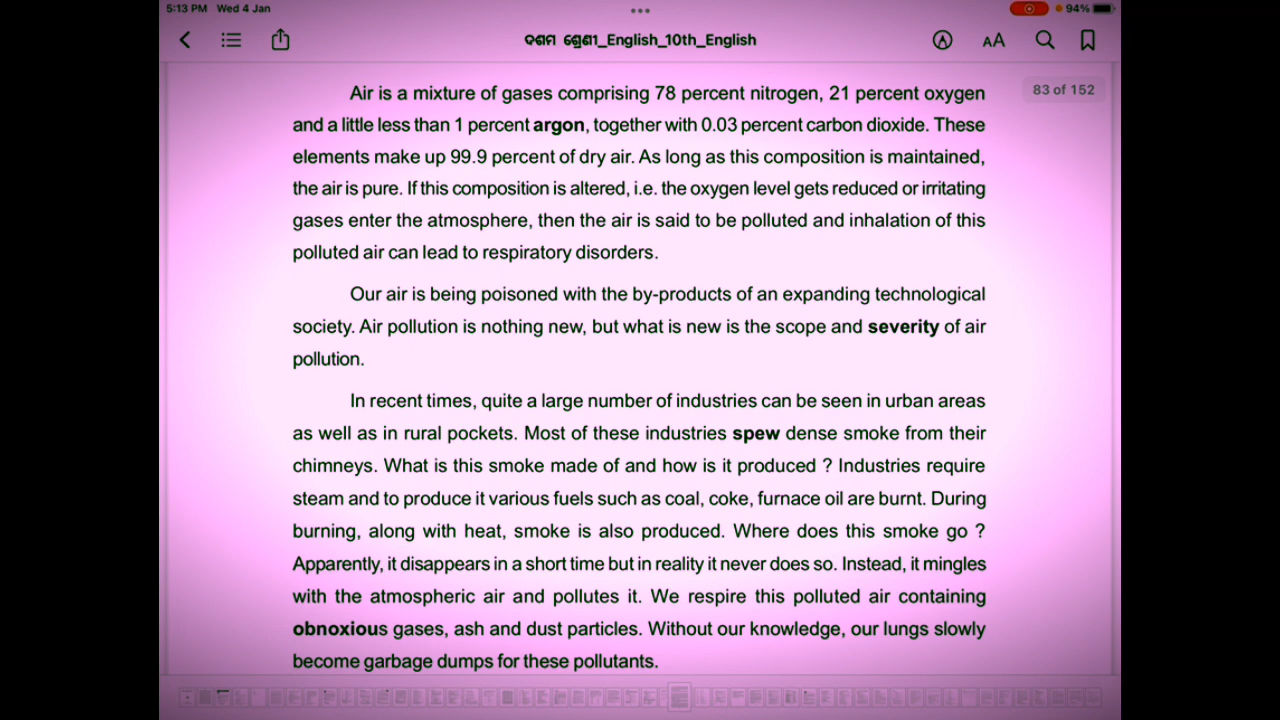 5:13 PM Wed 4 Jan
94%
ଦଶମ ଶ୍ରେଣୀ_English_10th_English
AA
83 of 152
Air is a mixture of gases comprising 78 percent nitrogen, 21 percent oxygen
and a little less than 1 percent argon, together with 0.03 percent carbon dioxide. These
elements make up 99.9 percent of dry air. As long as this composition is maintained,
the air is pure. If this composition is altered, i.e. the oxygen level gets reduced or irritating
gases enter the atmosphere, then the air is said to be polluted and inhalation of this
polluted air can lead to respiratory disorders.
Our air is being poisoned with the by-products of an expanding technological
society. Air pollution is nothing new, but what is new is the scope and severity of air
pollution.
In recent times, quite a large number of industries can be seen in urban areas
as well as in rural pockets. Most of these industries spew dense smoke from their
chimneys. What is this smoke made of and how is it produced ? Industries require
steam and to produce it various fuels such as coal, coke, furnace oil are burnt. During
burning, along with heat, smoke is also produced. Where does this smoke go ?
Apparently, it disappears in a short time but in reality it never does so. Instead, it mingles
with the atmospheric air and pollutes it. We respire this polluted air containing
obnoxious gases, ash and dust particles. Without our knowledge, our lungs slowly
become garbage dumps for these pollutants.